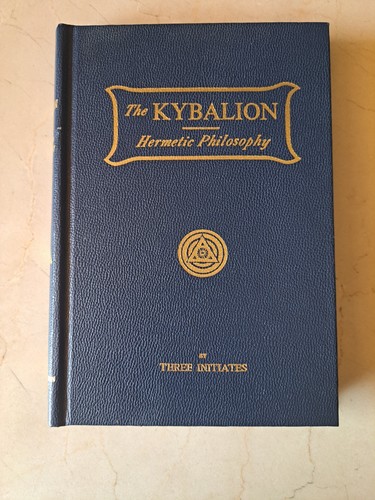 The KYBALION
Hermetic Philosophy
BY
THREE INITIATES